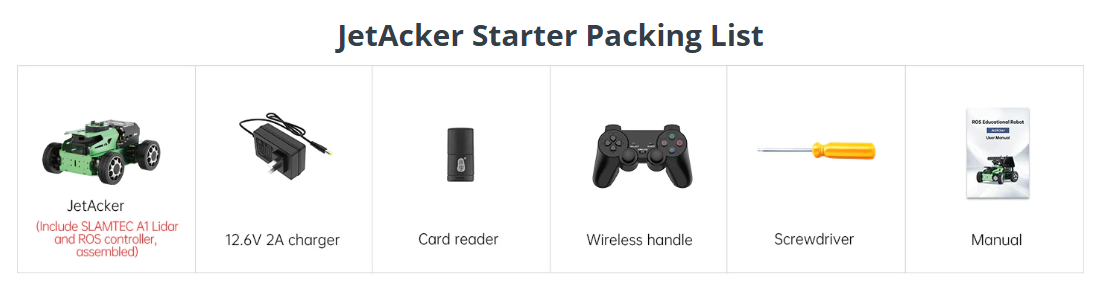 JetAcker Starter Packing List
JetAcker
(Include SLAMTEC A1 Lidar
and ROS controller,
assembled)
12.6V 2A charger
Card reader
Wireless handle
Screwdriver
ROS Educational Robot
User Manual
Manual